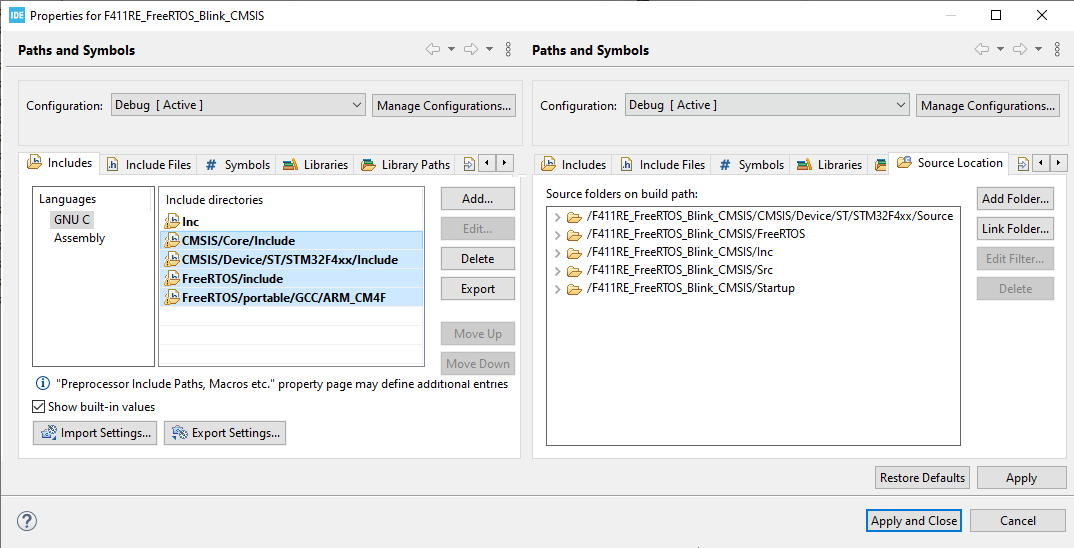 IDE Properties for F411RE_FreeRTOS_Blink_CMSIS
Paths and Symbols
Configuration: Debug [ Active ] Manage Configurations...
Includes Include Files # Symbols Libraries Library Paths
Languages
GNU C
Assembly
Include directories
Inc
CMSIS/Core/Include
CMSIS/Device/ST/STM32F4xx/Include
FreeRTOS/include
FreeRTOS/portable/GCC/ARM_CM4F
Add...
Edit...
Delete
Export
Move Up
Move Down
"Preprocessor Include Paths, Macros etc." property page may define additional entries
Show built-in values
Import Settings... Export Settings...
Paths and Symbols
Configuration: Debug [ Active ] Manage Configurations...
Includes Include Files # Symbols Libraries Source Location
Source folders on build path:
/F411RE_FreeRTOS_Blink_CMSIS/CMSIS/Device/ST/STM32F4xx/Source
/F411RE_FreeRTOS_Blink_CMSIS/FreeRTOS
/F411RE_FreeRTOS_Blink_CMSIS/Inc
/F411RE_FreeRTOS_Blink_CMSIS/Src
/F411RE_FreeRTOS_Blink_CMSIS/Startup
Add Folder...
Link Folder...
Edit Filter...
Delete
Restore Defaults Apply
? Apply and Close Cancel